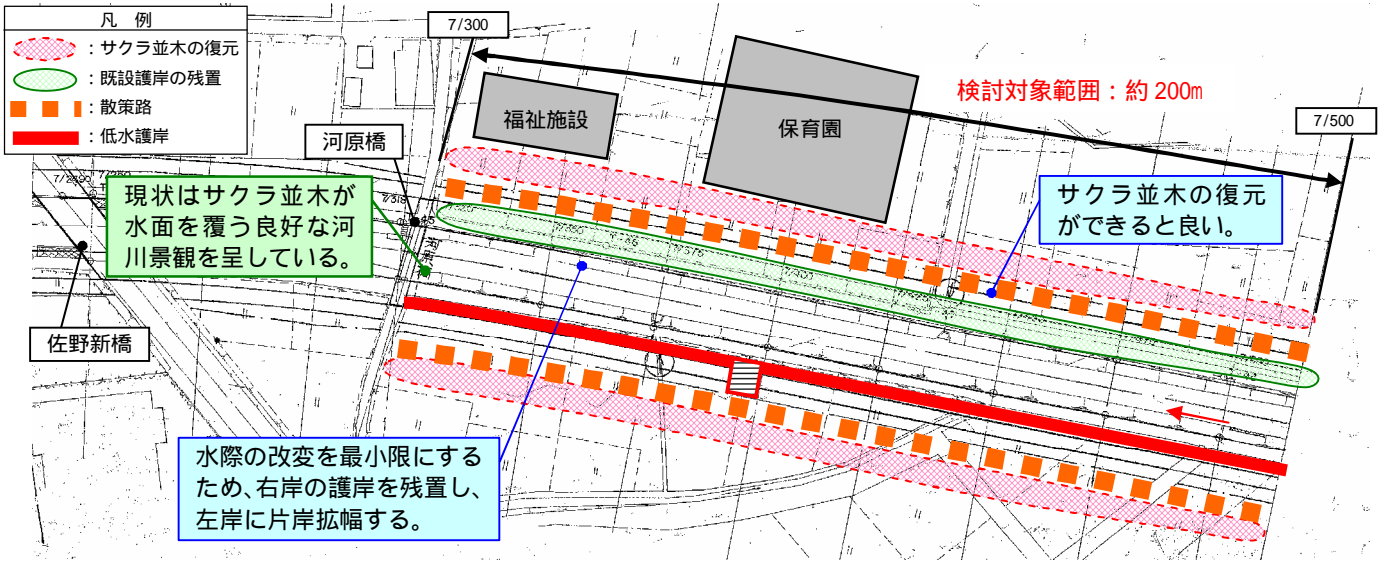 凡 例
：サクラ並木の復元
：既設護岸の残置
：散策路
：低水護岸
7/300
福祉施設
保育園
検討対象範囲：約 200m
7/500
河原橋
現状はサクラ並木が
水面を覆う良好な河
川景観を呈している。
サクラ並木の復元
ができると良い。
佐野新橋
水際の改変を最小限にする
ため、右岸の護岸を残置し、
左岸に片岸拡幅する。